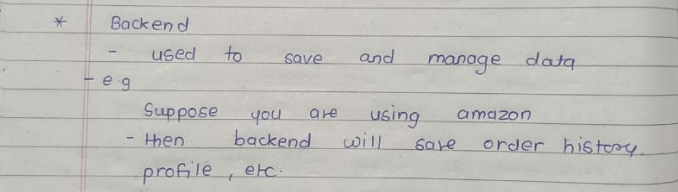 * Backend
- used to save and manage data
- e.g
Suppose you are using amazon
- then backend will save order history.
profile, etc.